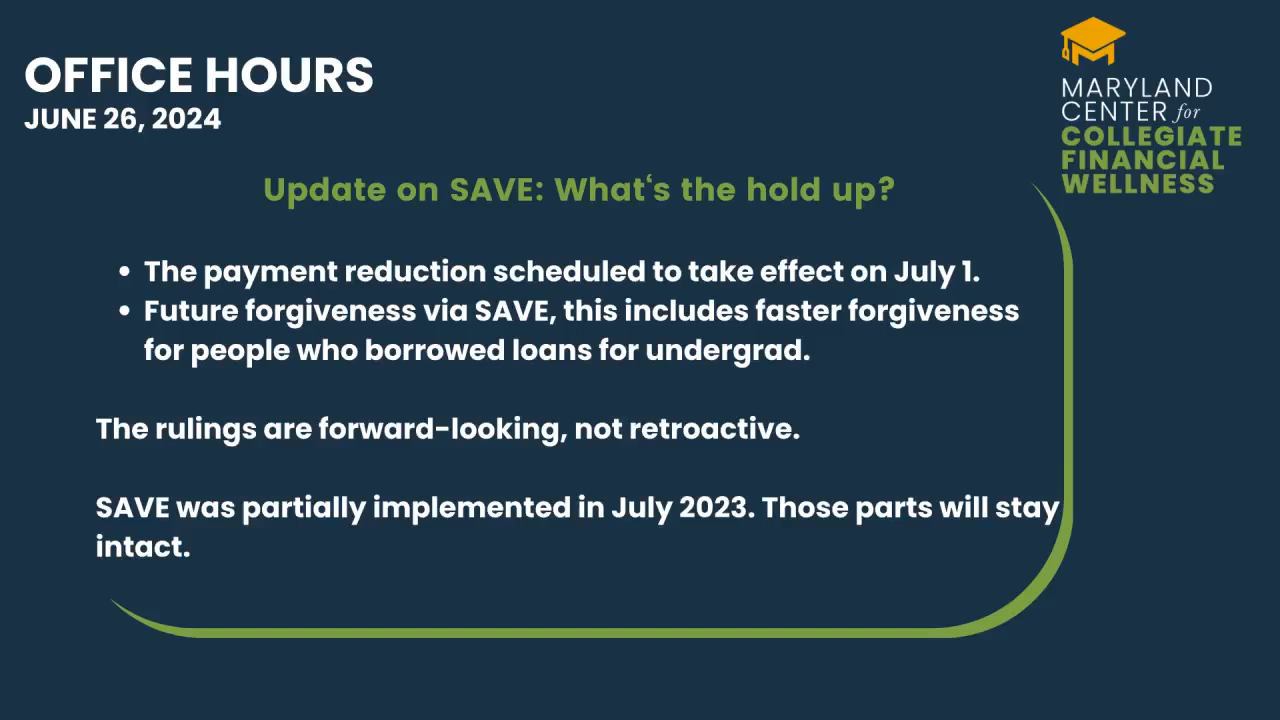 OFFICE HOURS
JUNE 26, 2024
MARYLAND
CENTER for
COLLEGIATE
FINANCIAL
WELLNESS
Update on SAVE: What‘s the hold up?
• The payment reduction scheduled to take effect on July 1.
• Future forgiveness via SAVE, this includes faster forgiveness
for people who borrowed loans for undergrad.
The rulings are forward-looking, not retroactive.
SAVE was partially implemented in July 2023. Those parts will stay
intact.